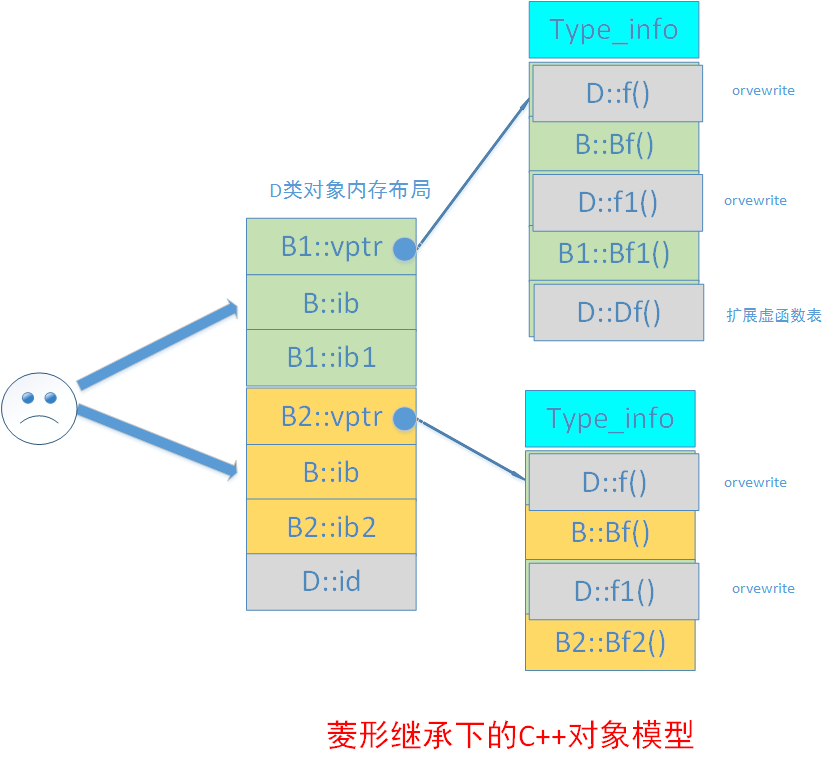 Type_info
D::f()
orvewrite
B::Bf()
D::f1()
orvewrite
B1::Bf1()
D::Df()
扩展虚函数表
D类对象内存布局
B1::vptr
B::ib
B1::ib1
B2::vptr
B::ib
B2::ib2
D::id
Type_info
D::f()
orvewrite
B::Bf()
D::f1()
orvewrite
B2::Bf2()
菱形继承下的C++对象模型